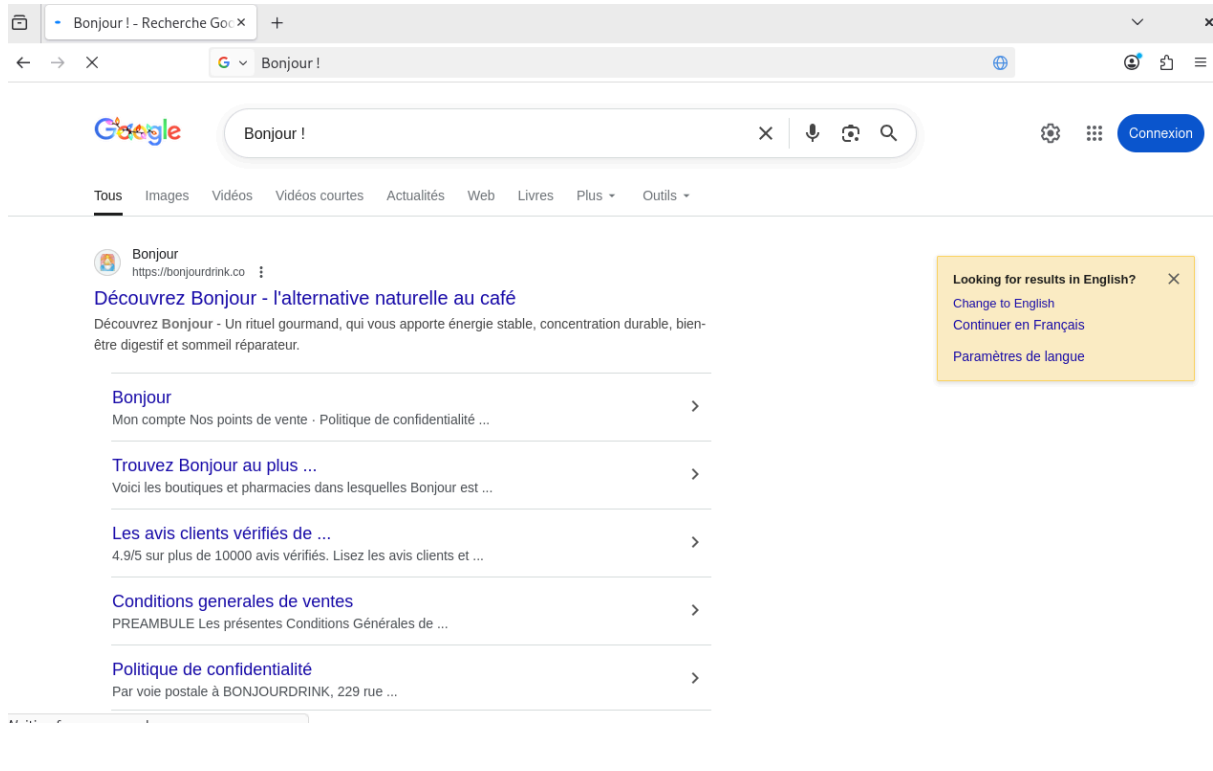 Bonjour ! - Recherche Goo
Bonjour !
Google
Bonjour !
Connexion
Tous Images Vidéos Vidéos courtes Actualités Web Livres Plus Outils
Bonjour
https://bonjourdrink.co
Découvrez Bonjour - l'alternative naturelle au café
Découvrez Bonjour - Un rituel gourmand, qui vous apporte énergie stable, concentration durable, bien-
être digestif et sommeil réparateur.
Bonjour
Mon compte Nos points de vente · Politique de confidentialité ...
Trouvez Bonjour au plus ...
Voici les boutiques et pharmacies dans lesquelles Bonjour est ...
Les avis clients vérifiés de ...
4.9/5 sur plus de 10000 avis vérifiés. Lisez les avis clients et ...
Conditions generales de ventes
PREAMBULE Les présentes Conditions Générales de ...
Politique de confidentialité
Par voie postale à BONJOURDRINK, 229 rue ...
Looking for results in English?
Change to English
Continuer en Français
Paramètres de langue